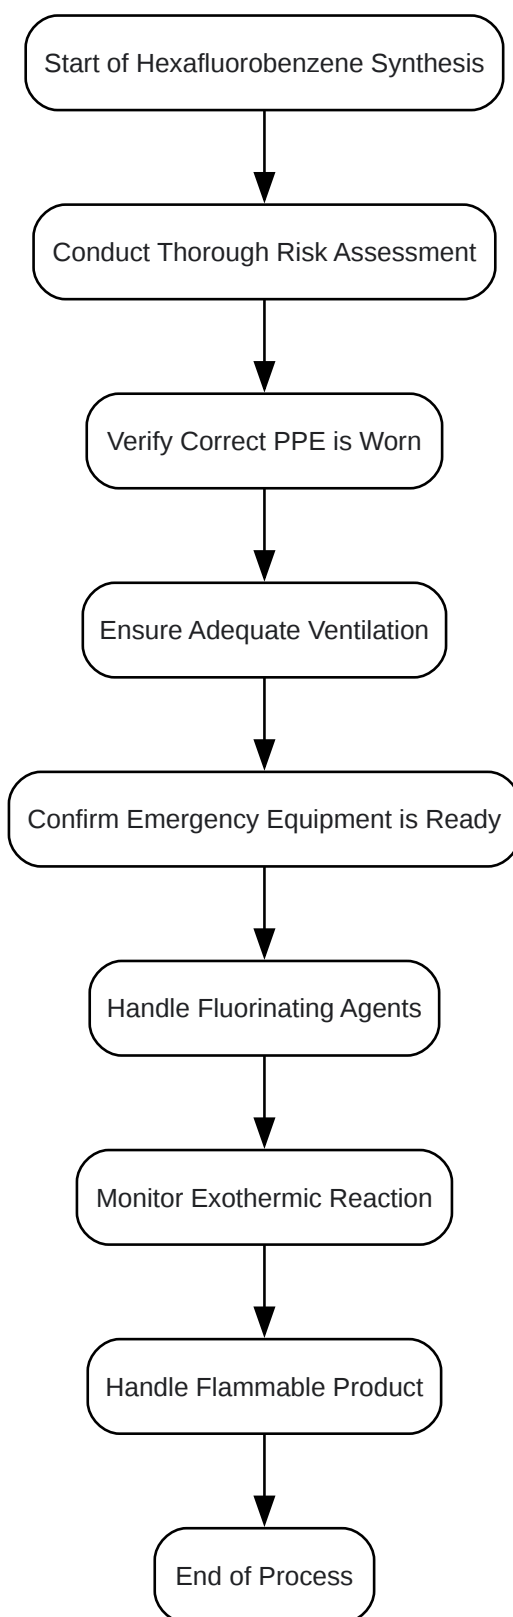 Start of Hexafluorobenzene Synthesis
Conduct Thorough Risk Assessment
Verify Correct PPE is Worn
Ensure Adequate Ventilation
Confirm Emergency Equipment is Ready
Handle Fluorinating Agents
Monitor Exothermic Reaction
Handle Flammable Product
End of Process